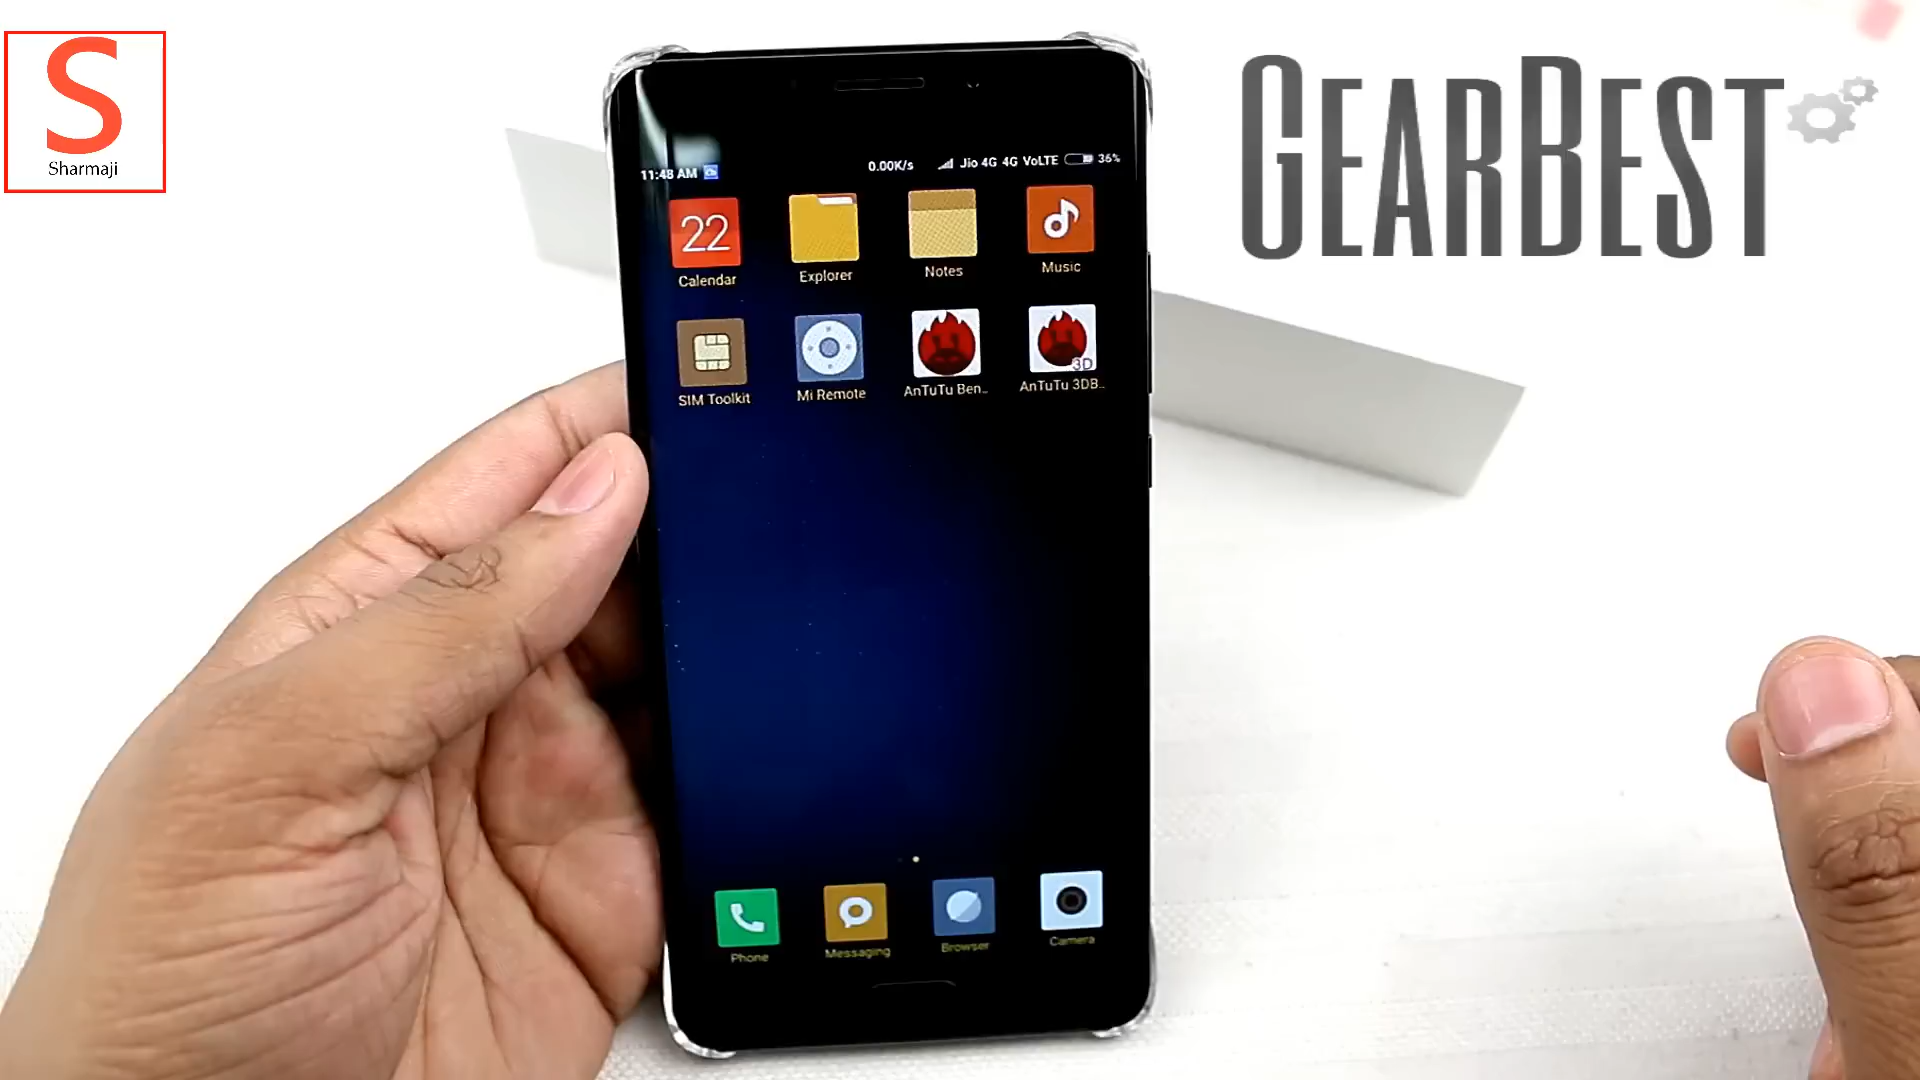 S
Sharmaji
GEARBEST
11:48 AM 0.00K/s Jio 4G 4G VoLTE 36%
22
Calendar Explorer Notes Music
3D
SIM Toolkit Mi Remote AnTuTu Ben.. AnTuTu 3DB..
Phone Messaging Browser Camera